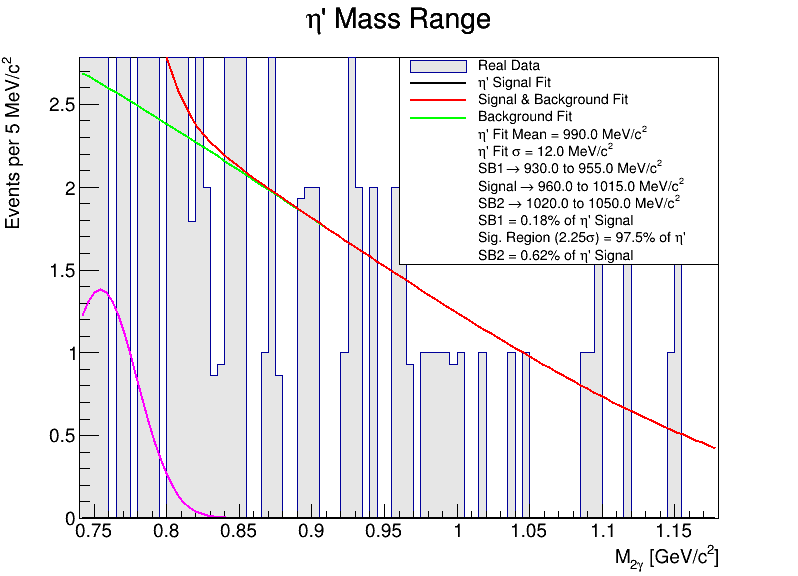 η' Mass Range
Events per 5 MeV/c²
Real Data
η' Signal Fit
Signal & Background Fit
Background Fit
η' Fit Mean = 990.0 MeV/c²
η' Fit σ = 12.0 MeV/c²
SB1 → 930.0 to 955.0 MeV/c²
Signal → 960.0 to 1015.0 MeV/c²
SB2 → 1020.0 to 1050.0 MeV/c²
SB1 = 0.18% of η' Signal
Sig. Region (2.25σ) = 97.5% of η'
SB2 = 0.62% of η' Signal
2.5
2
1.5
1
0.5
0
0.75 0.8 0.85 0.9 0.95 1 1.05 1.1 1.15
M₂γ [GeV/c²]